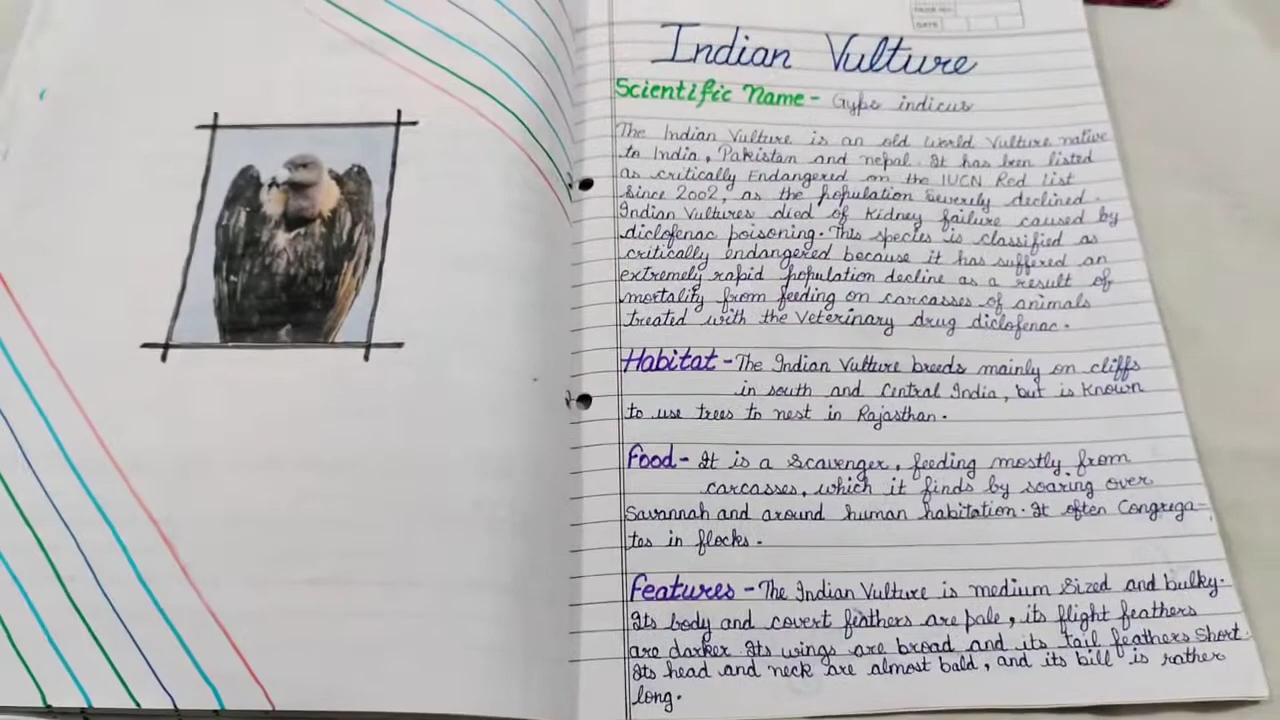 DATE
Indian Vulture
Scientific Name - Gyps indicus
The Indian Vulture is an old world Vulture native
to India, Pakistan and nepal. It has been listed
as critically Endangered on the IUCN Red list
since 2002, as the population Severely declined.
Indian Vultures died of Kidney failure caused by
diclofenac poisoning. This species is classified as
critically endangered because it has suffered an
extremely rapid population decline as a result of
mortality from feeding on carcasses of animals
treated with the Veterinary drug diclofenac.
Habitat - The Indian Vulture breeds mainly on cliffs
in south and Central India, but is Known
to use trees to nest in Rajasthan.
Food - It is a Scavenger, feeding mostly from
carcasses, which it finds by soaring over
Savannah and around human habitation. It often Congrega-
tes in flocks.
Features - The Indian Vulture is medium Sized and bulky.
Its body and covert feathers are pale, its flight feathers
are darker. Its wings are broad and its tail feathers Short.
Its head and neck are almost bald, and its bill is rather
long.